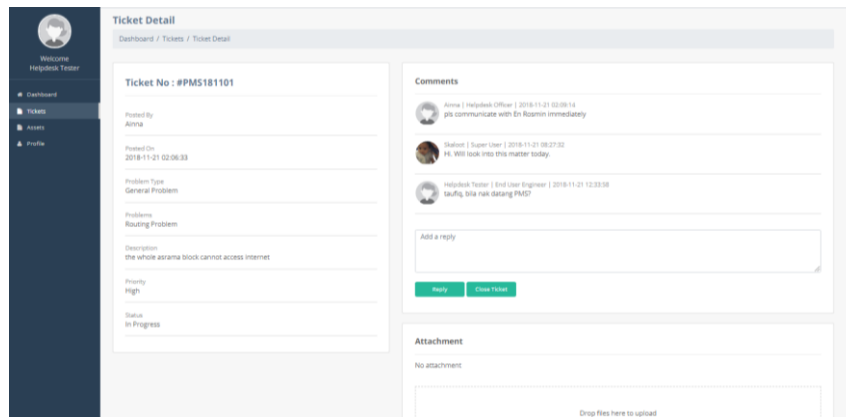 Welcome
Helpdesk Tester
Dashboard
Tickets
Assets
Profile
Ticket Detail
Dashboard / Tickets / Ticket Detail
Ticket No : #PMS181101
Posted By
Ainna
Posted On
2018-11-21 02:06:33
Problem Type
General Problem
Problems
Routing Problem
Description
the whole asrama block cannot access internet
Priority
High
Status
In Progress
Comments
Ainna | Helpdesk Officer | 2018-11-21 02:09:14
pls communicate with En Rosmin immediately
Skaloot | Super User | 2018-11-21 08:27:32
Hi. Will look into this matter today.
Helpdesk Tester | End User Engineer | 2018-11-21 12:33:58
taufiq, bila nak datang PMS?
Add a reply
Reply
Close Ticket
Attachment
No attachment
Drop files here to upload